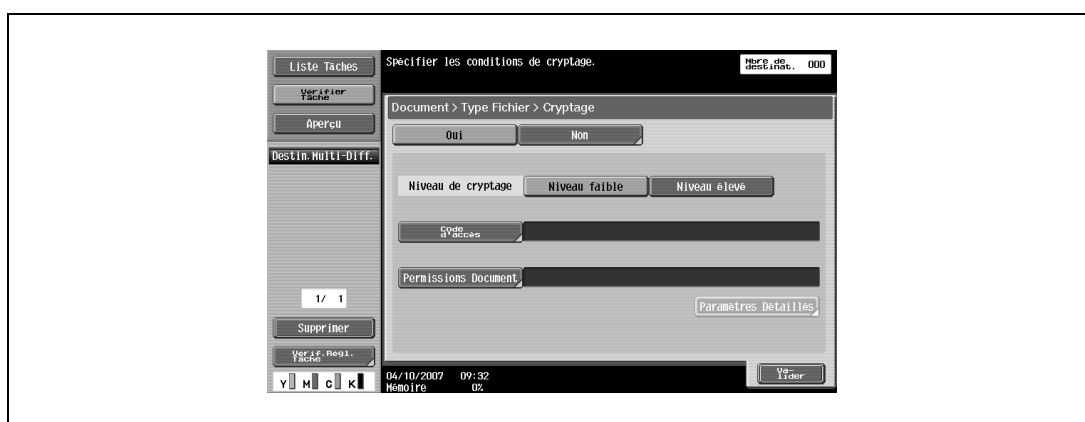 Liste Tâches
Vérifier
Tâche
Aperçu
Destin.Multi-Diff.
1/ 1
Supprimer
Vérif.Régl.
Tâche
Y M C K
Spécifier les conditions de cryptage.
Nbre de
destinat. 000
Document > Type Fichier > Cryptage
Oui Non
Niveau de cryptage Niveau faible Niveau élevé
Code
d'accès
Permissions Document
Paramètres Détaillés
04/10/2007 09:32
Mémoire 0%
Va-
lider